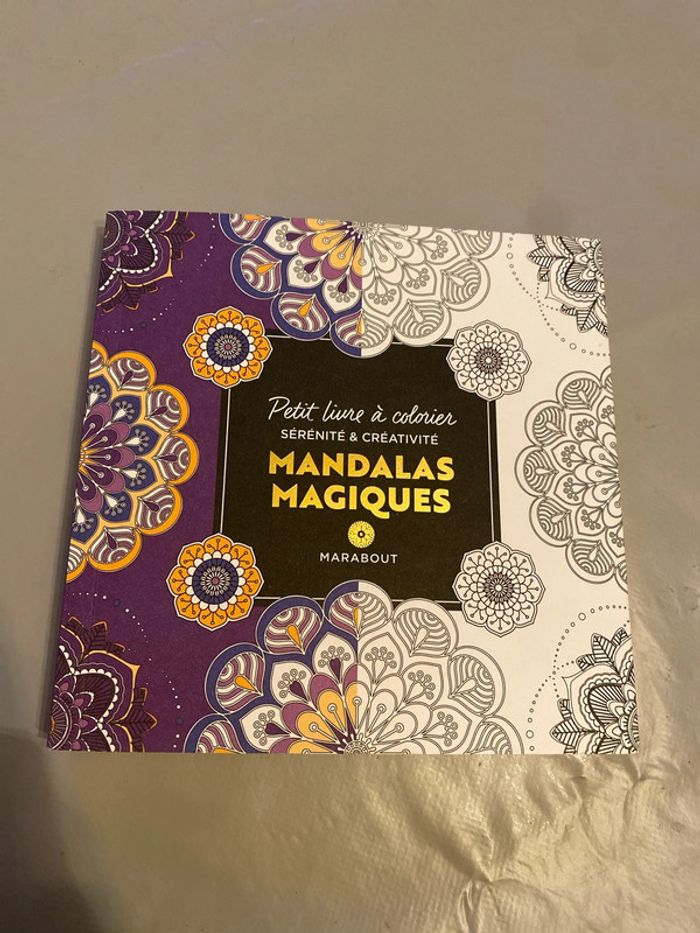 Petit livre à colorier
SÉRÉNITÉ & CRÉATIVITÉ
MANDALAS
MAGIQUES
MARABOUT